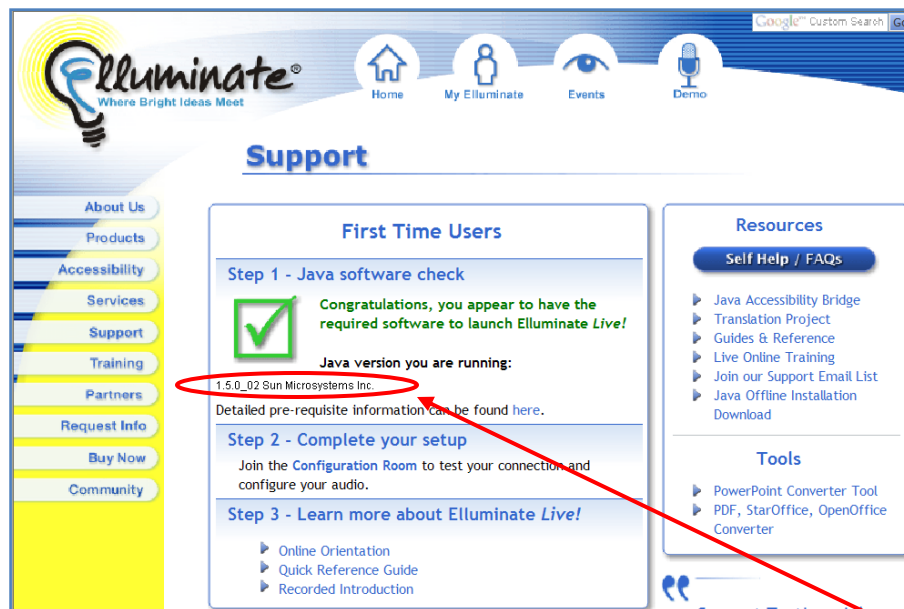 Google™ Custom Search
Elluminate®
Where Bright Ideas Meet
Home
My Elluminate
Events
Demo
Support
About Us
Products
Accessibility
Services
Support
Training
Partners
Request Info
Buy Now
Community
First Time Users
Step 1 - Java software check
Congratulations, you appear to have the
required software to launch Elluminate Live!
Java version you are running:
1.5.0_02 Sun Microsystems Inc.
Detailed pre-requisite information can be found here.
Step 2 - Complete your setup
Join the Configuration Room to test your connection and
configure your audio.
Step 3 - Learn more about Elluminate Live!
Online Orientation
Quick Reference Guide
Recorded Introduction
Resources
Self Help / FAQs
Java Accessibility Bridge
Translation Project
Guides & Reference
Live Online Training
Join our Support Email List
Java Offline Installation
Download
Tools
PowerPoint Converter Tool
PDF, StarOffice, OpenOffice
Converter